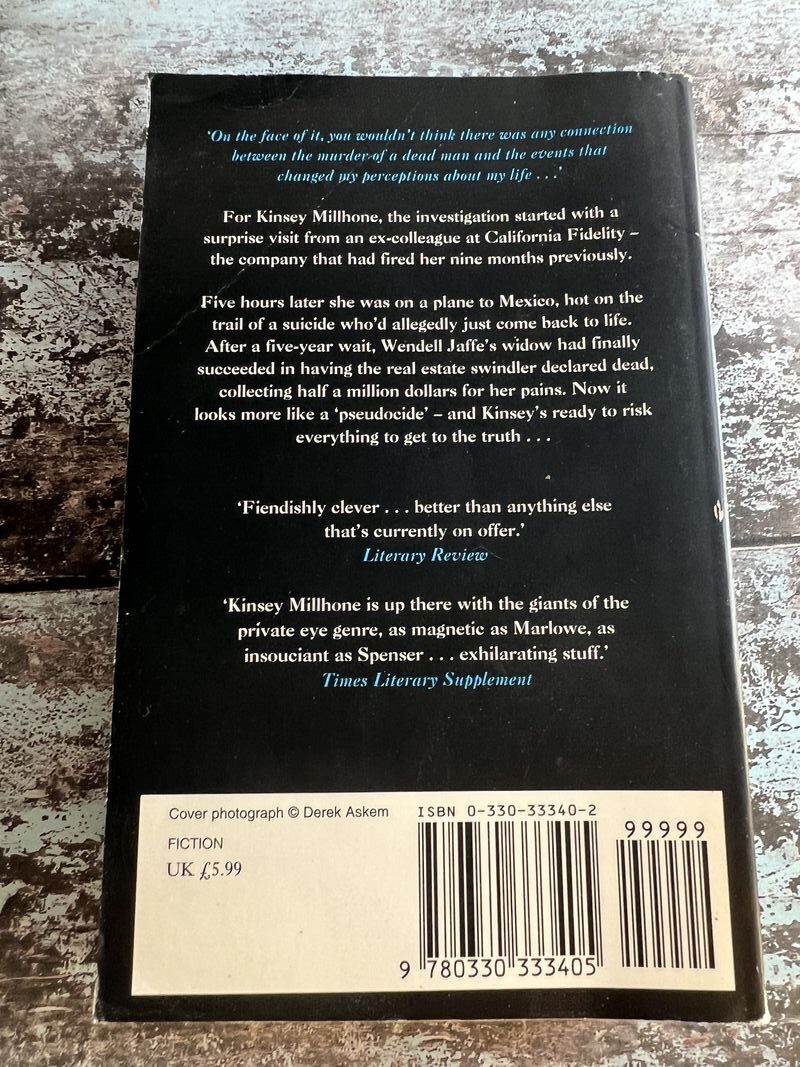 'On the face of it, you wouldn't think there was any connection
between the murder of a dead man and the events that
changed my perceptions about my life . . .'
For Kinsey Millhone, the investigation started with a
surprise visit from an ex-colleague at California Fidelity –
the company that had fired her nine months previously.
Five hours later she was on a plane to Mexico, hot on the
trail of a suicide who'd allegedly just come back to life.
After a five-year wait, Wendell Jaffe's widow had finally
succeeded in having the real estate swindler declared dead,
collecting half a million dollars for her pains. Now it
looks more like a 'pseudocide' – and Kinsey's ready to risk
everything to get to the truth . . .
'Fiendishly clever . . . better than anything else
that's currently on offer.'
Literary Review
'Kinsey Millhone is up there with the giants of the
private eye genre, as magnetic as Marlowe, as
insouciant as Spenser . . . exhilarating stuff.'
Times Literary Supplement
Cover photograph © Derek Askem
FICTION
UK £5.99
ISBN 0-330-33340-2
99999
9 780330 333405